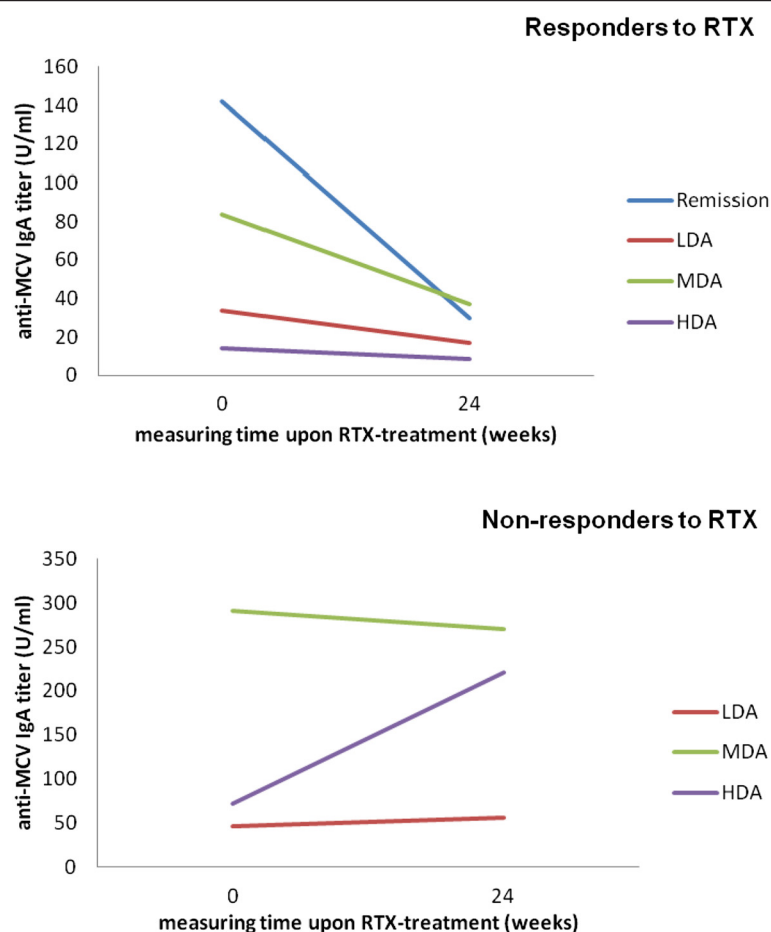 Responders to RTX
anti-MCV IgA titer (U/ml)
160
140
120
100
80
60
40
20
0
0 24
measuring time upon RTX-treatment (weeks)
Remission
LDA
MDA
HDA
Non-responders to RTX
anti-MCV IgA titer (U/ml)
350
300
250
200
150
100
50
0
0 24
measuring time upon RTX-treatment (weeks)
LDA
MDA
HDA